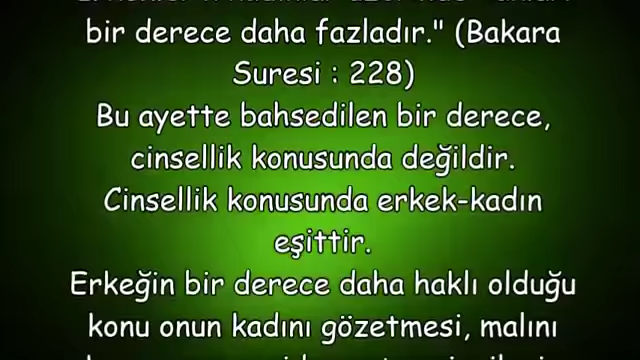 bir derece daha fazladır." (Bakara
Suresi : 228)
Bu ayette bahsedilen bir derece,
cinsellik konusunda değildir.
Cinsellik konusunda erkek-kadın
eşittir.
Erkeğin bir derece daha haklı olduğu
konu onun kadını gözetmesi, malını